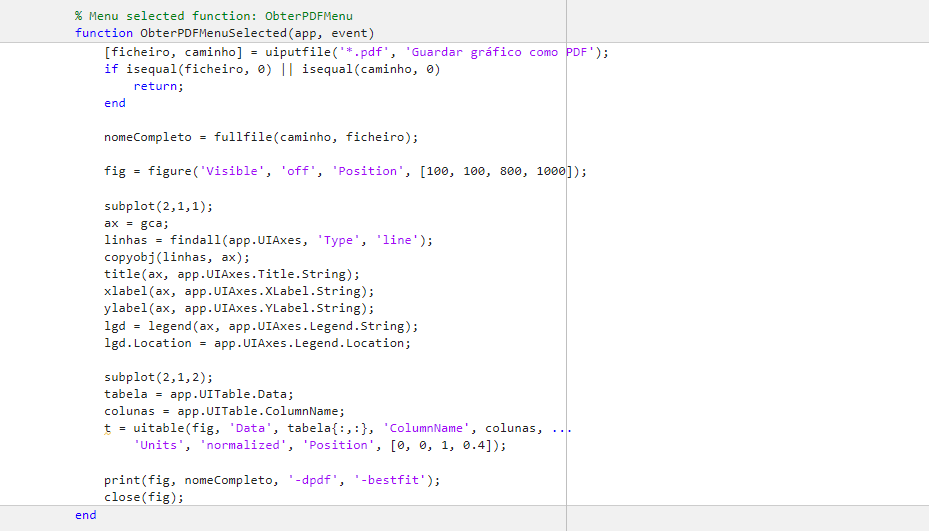 % Menu selected function: ObterPDFMenu
function ObterPDFMenuSelected(app, event)
[ficheiro, caminho] = uiputfile('*.pdf', 'Guardar gráfico como PDF');
if isequal(ficheiro, 0) || isequal(caminho, 0)
return;
end
nomeCompleto = fullfile(caminho, ficheiro);
fig = figure('Visible', 'off', 'Position', [100, 100, 800, 1000]);
subplot(2,1,1);
ax = gca;
linhas = findall(app.UIAxes, 'Type', 'line');
copyobj(linhas, ax);
title(ax, app.UIAxes.Title.String);
xlabel(ax, app.UIAxes.XLabel.String);
ylabel(ax, app.UIAxes.YLabel.String);
lgd = legend(ax, app.UIAxes.Legend.String);
lgd.Location = app.UIAxes.Legend.Location;
subplot(2,1,2);
tabela = app.UITable.Data;
colunas = app.UITable.ColumnName;
t = uitable(fig, 'Data', tabela{:,:}, 'ColumnName', colunas, ...
'Units', 'normalized', 'Position', [0, 0, 1, 0.4]);
print(fig, nomeCompleto, '-dpdf', '-bestfit');
close(fig);
end